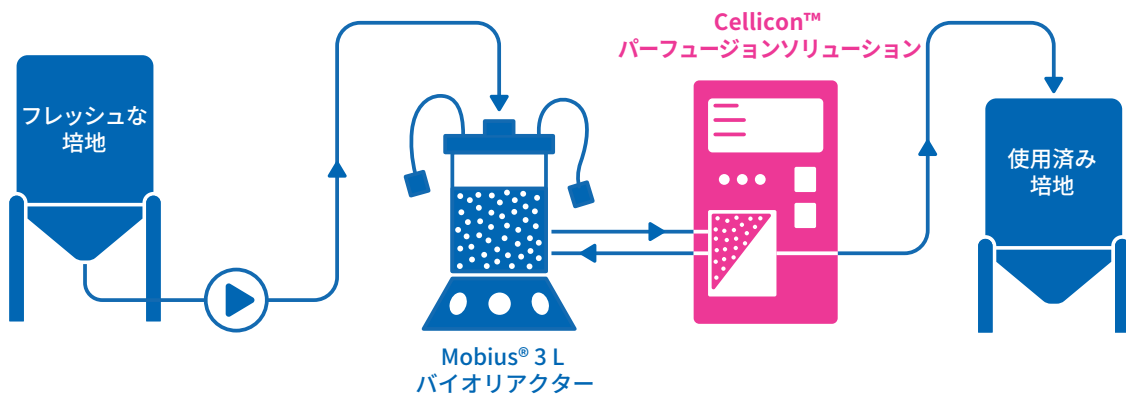 Cellicon™
パーフュージョンソリューション
フレッシュな
培地
使用済み
培地
Mobius® 3 L
バイオリアクター